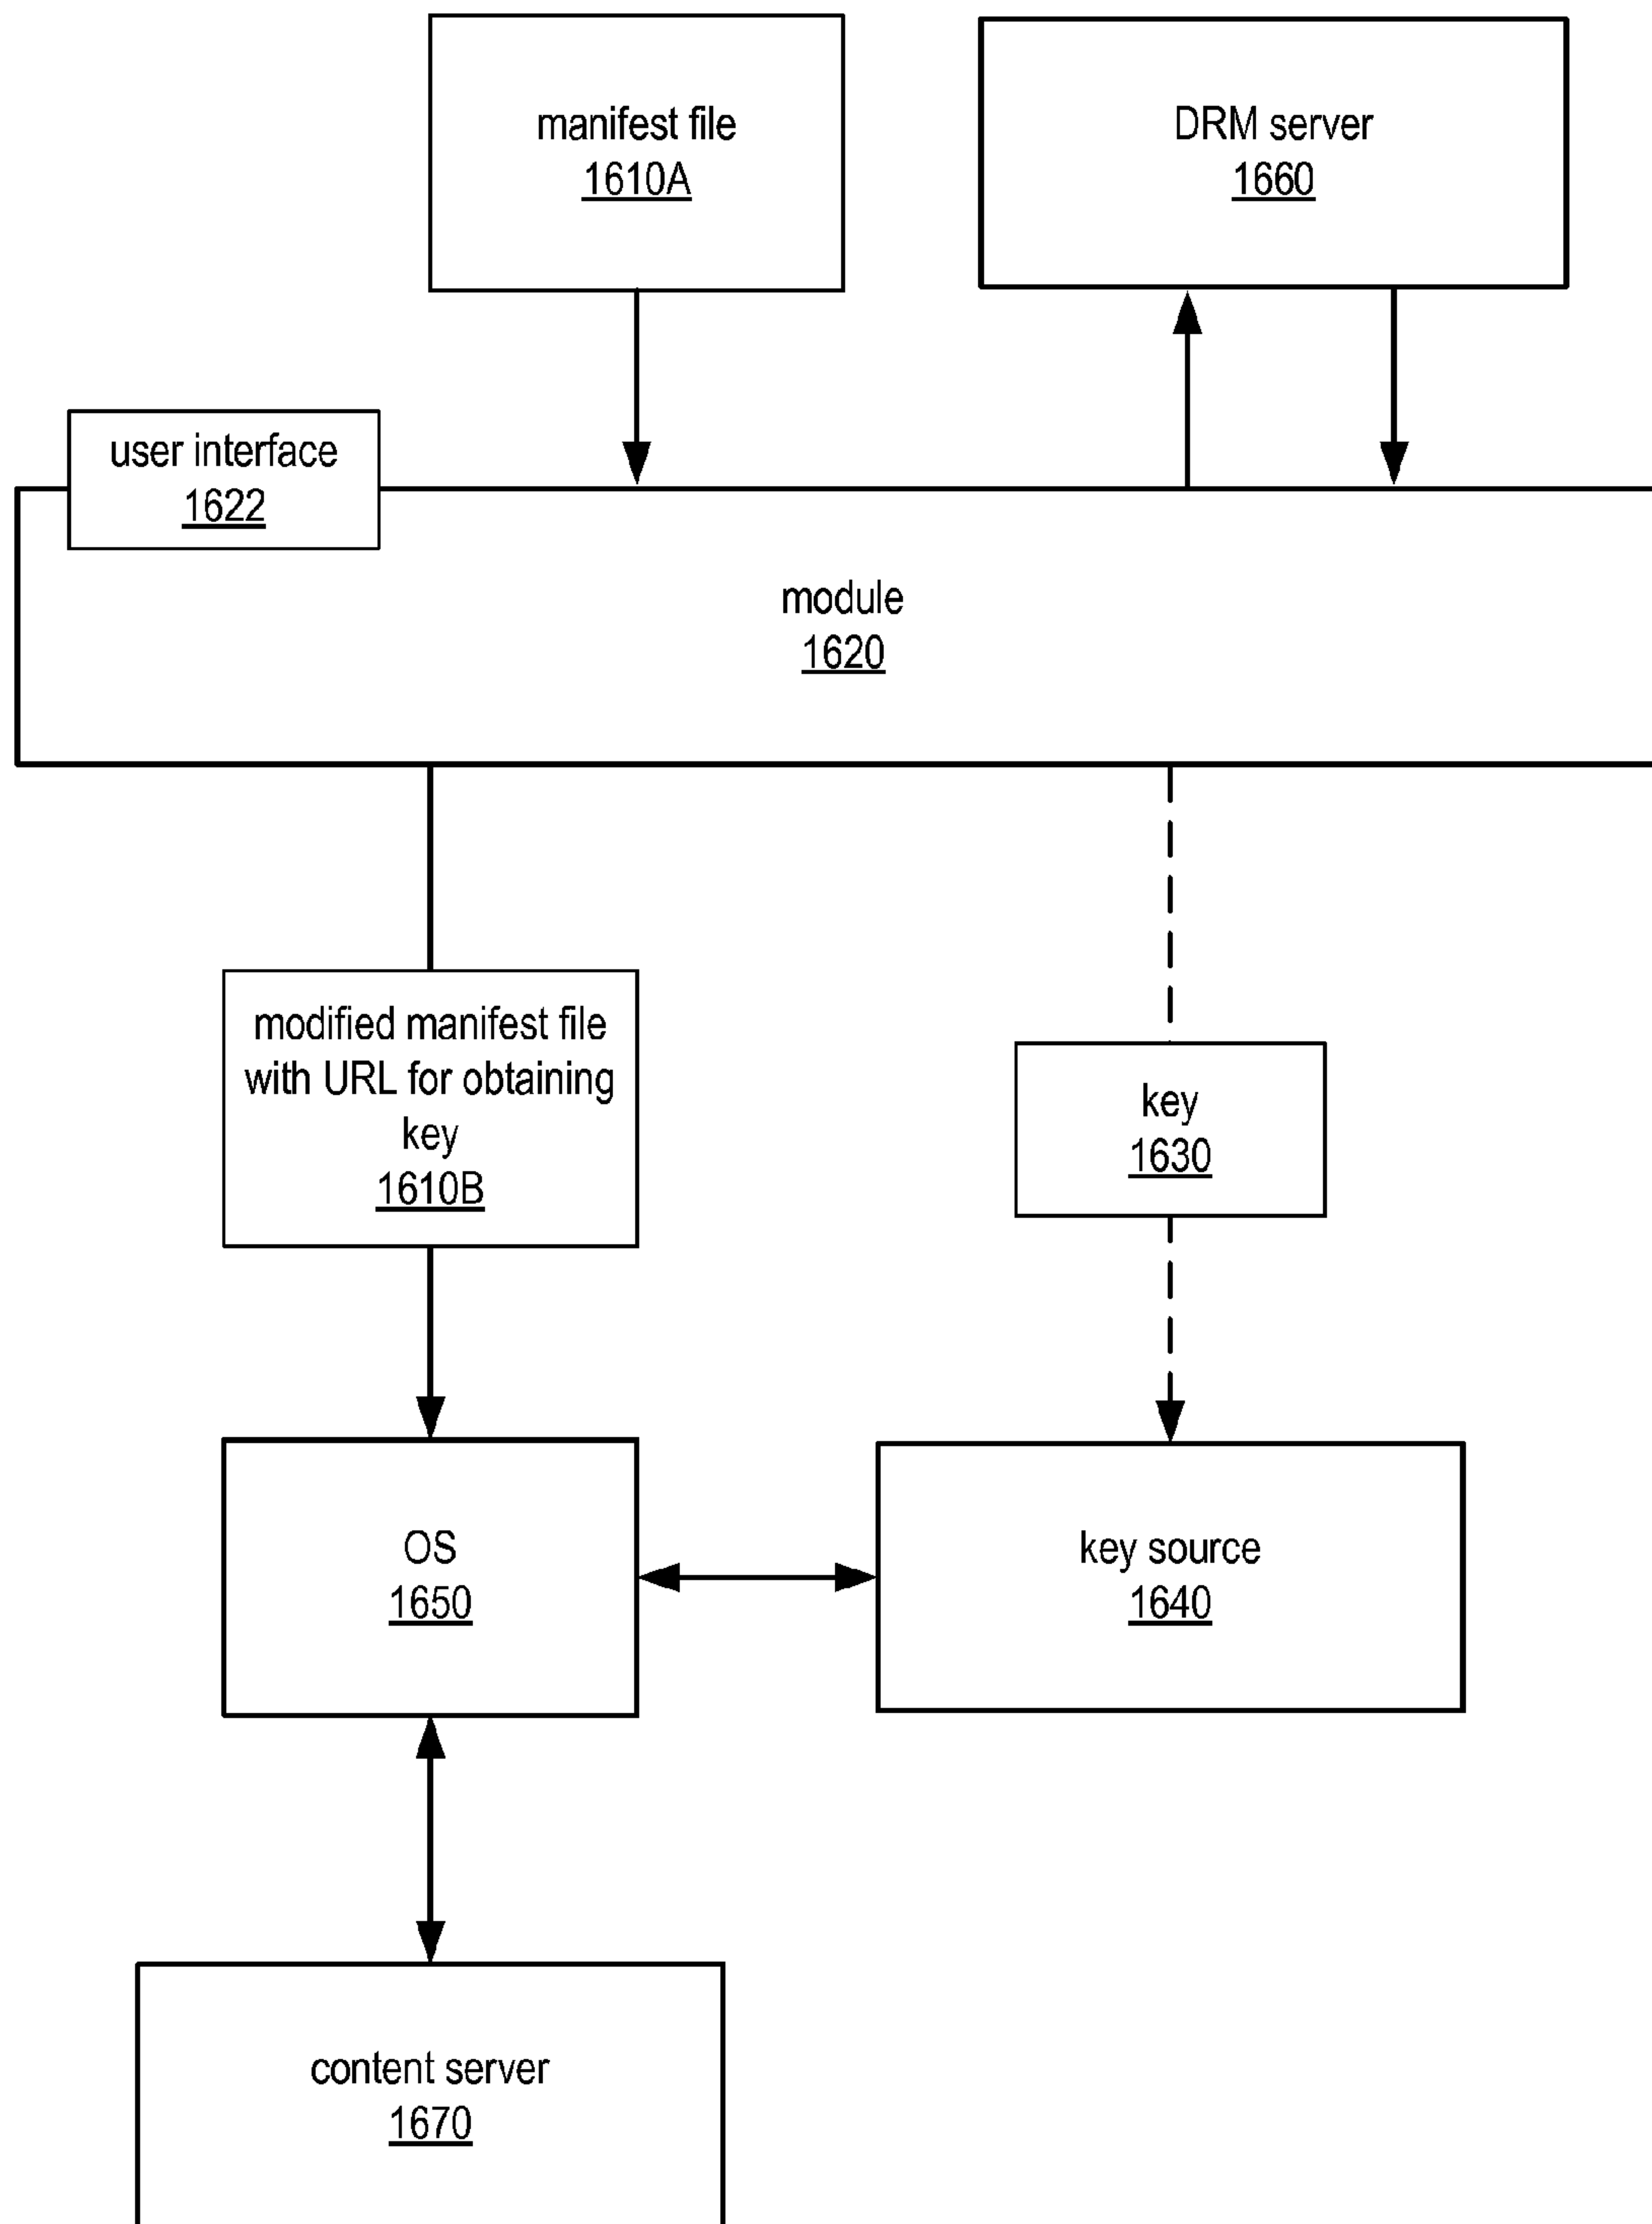 manifest file
1610A
DRM server
1660
user interface
1622
module
1620
modified manifest file
with URL for obtaining
key
1610B
key
1630
OS
1650
key source
1640
content server
1670